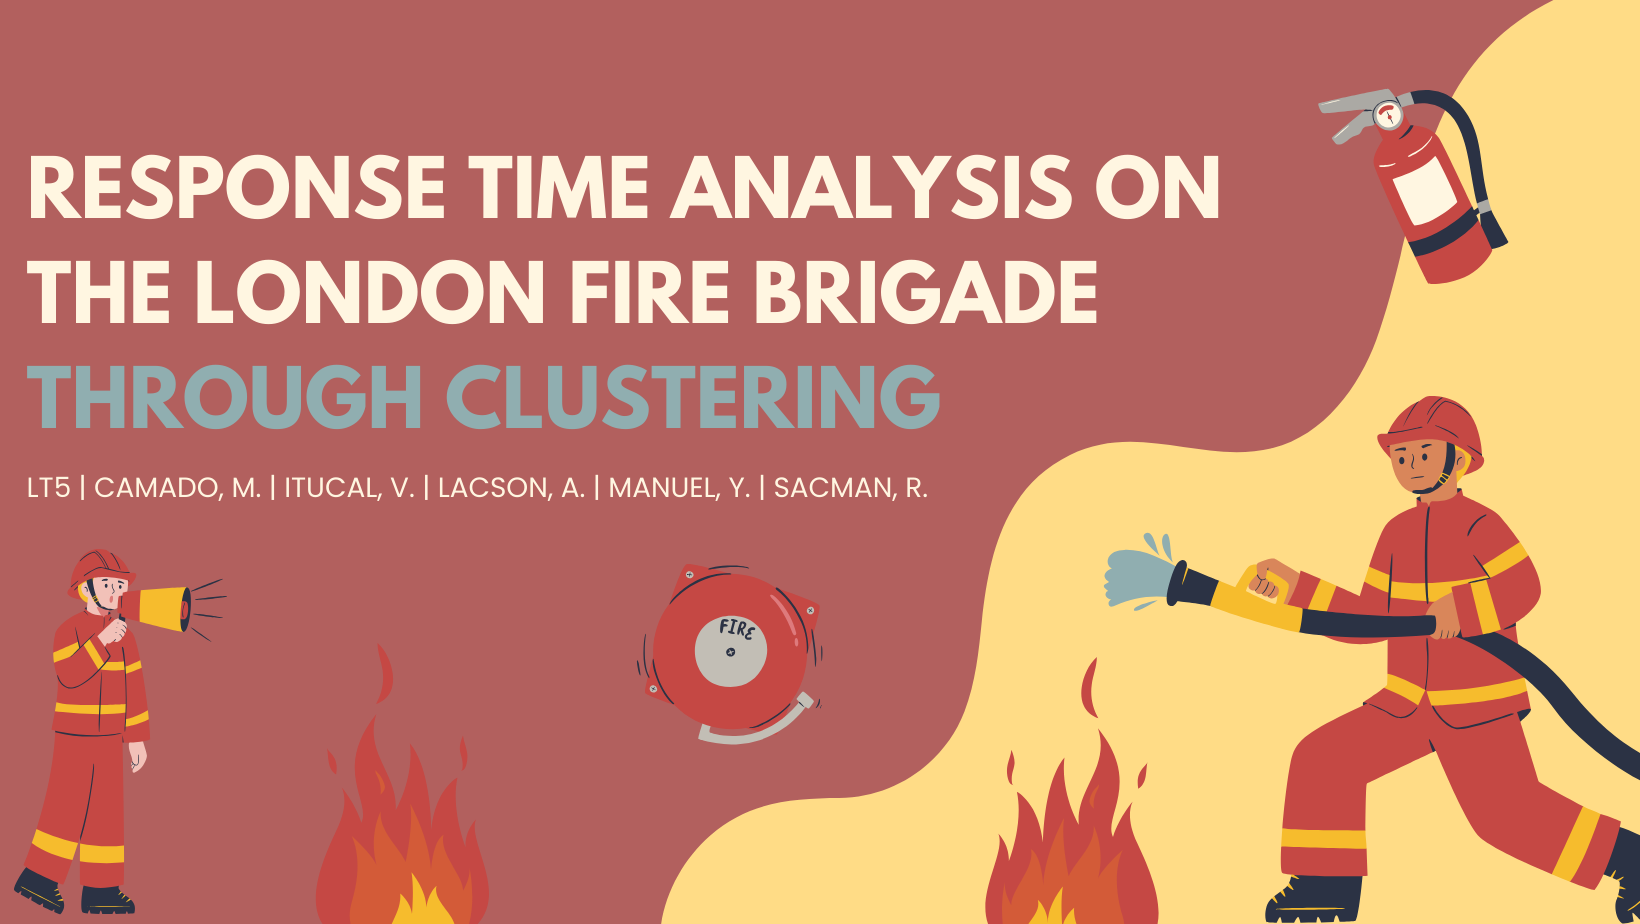 RESPONSE TIME ANALYSIS ON
THE LONDON FIRE BRIGADE
THROUGH CLUSTERING
LT5 | CAMADO, M. | ITUCAL, V. | LACSON, A. | MANUEL, Y. | SACMAN, R.
FIRE